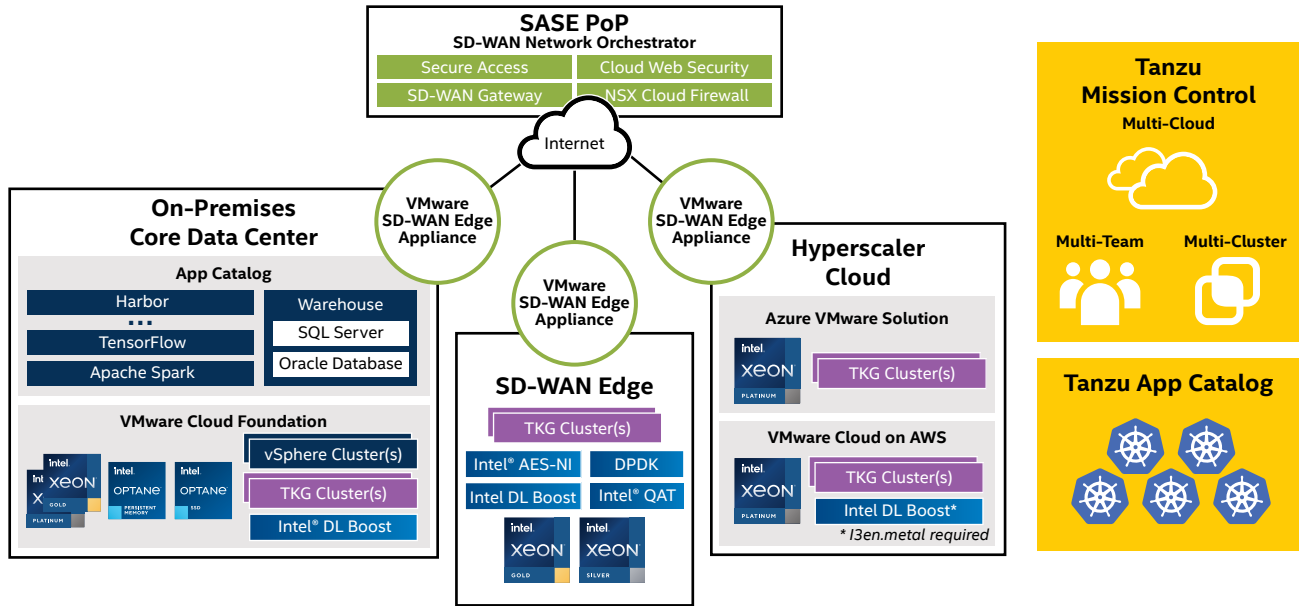 SASE PoP
SD-WAN Network Orchestrator
Secure Access
Cloud Web Security
SD-WAN Gateway
NSX Cloud Firewall
Internet
VMware
SD-WAN Edge
Appliance
VMware
SD-WAN Edge
Appliance
VMware
SD-WAN Edge
Appliance
On-Premises
Core Data Center
App Catalog
Harbor
...
TensorFlow
Apache Spark
Warehouse
SQL Server
Oracle Database
VMware Cloud Foundation
intel.
XEON
GOLD
PLATINUM
intel.
OPTANE
PERSISTENT
MEMORY
intel.
OPTANE
SSD
vSphere Cluster(s)
TKG Cluster(s)
Intel® DL Boost
SD-WAN Edge
TKG Cluster(s)
Intel® AES-NI
DPDK
Intel DL Boost
Intel® QAT
intel.
XEON
GOLD
intel.
XEON
SILVER
Hyperscaler
Cloud
Azure VMware Solution
intel.
XEON
PLATINUM
TKG Cluster(s)
VMware Cloud on AWS
intel.
XEON
PLATINUM
TKG Cluster(s)
Intel DL Boost*
* I3en.metal required
Tanzu
Mission Control
Multi-Cloud
Multi-Team
Multi-Cluster
Tanzu App Catalog